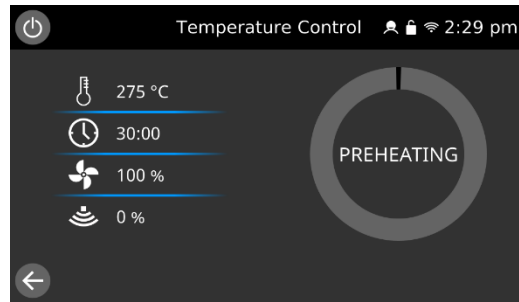 Temperature Control 2:29 pm
275 °C
30:00
100 %
0 %
PREHEATING